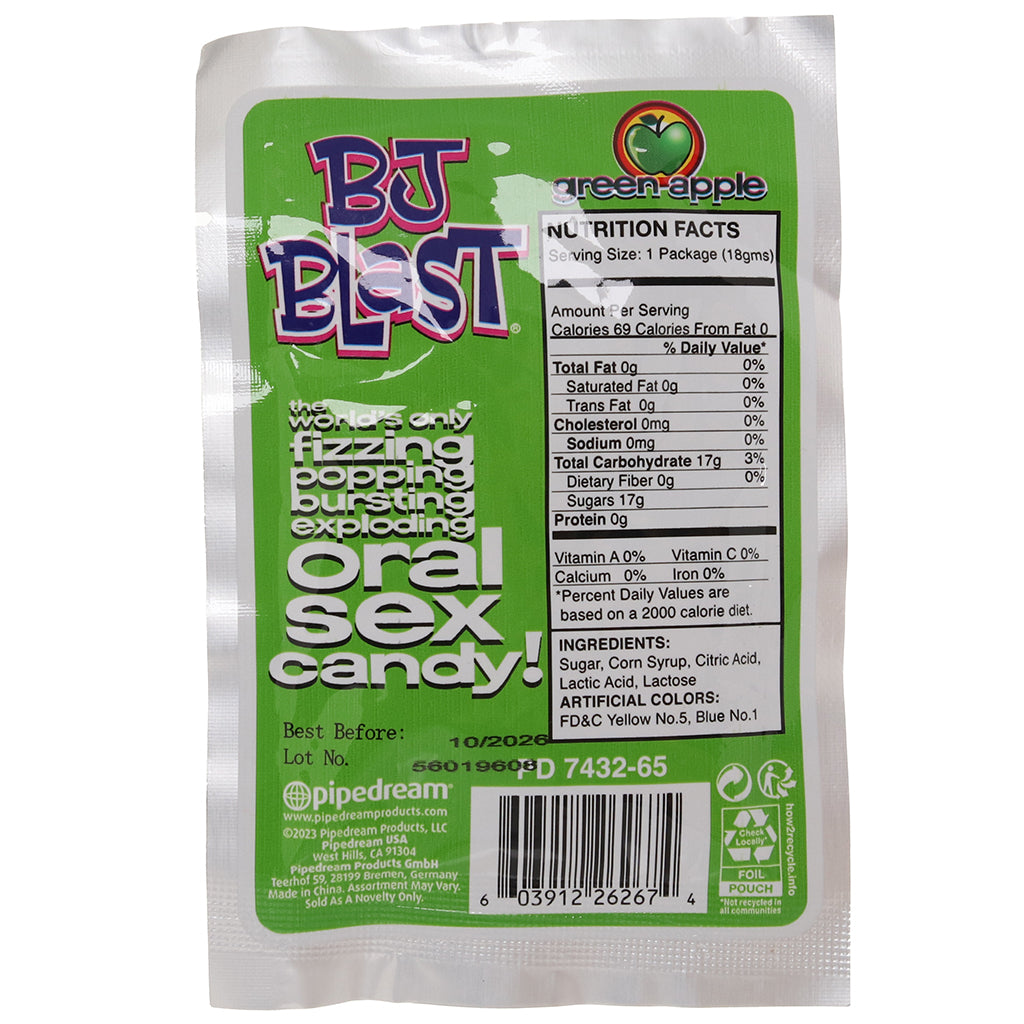 BJ
BLaST®
the
world's only
fizzing
popping
bursting
exploding
oral
sex
candy!
Best Before: 10/2026
Lot No. 56019608
PD 7432-65
pipedream®
www.pipedreamproducts.com
©2023 Pipedream Products, LLC
Pipedream USA
West Hills, CA 91304
Pipedream Products GmbH
Teerhof 59, 28199 Bremen, Germany
Made in China. Assortment May Vary.
Sold As A Novelty Only.
green apple
NUTRITION FACTS
Serving Size: 1 Package (18gms)
Amount Per Serving
Calories 69 Calories From Fat 0
% Daily Value*
Total Fat 0g 0%
Saturated Fat 0g 0%
Trans Fat 0g 0%
Cholesterol 0mg 0%
Sodium 0mg 0%
Total Carbohydrate 17g 3%
Dietary Fiber 0g 0%
Sugars 17g
Protein 0g
Vitamin A 0% Vitamin C 0%
Calcium 0% Iron 0%
*Percent Daily Values are
based on a 2000 calorie diet.
INGREDIENTS:
Sugar, Corn Syrup, Citric Acid,
Lactic Acid, Lactose
ARTIFICIAL COLORS:
FD&C Yellow No.5, Blue No.1
6 03912 26267 4
Check
Locally*
FOIL
POUCH
*Not recycled in
all communities
how2recycle.info